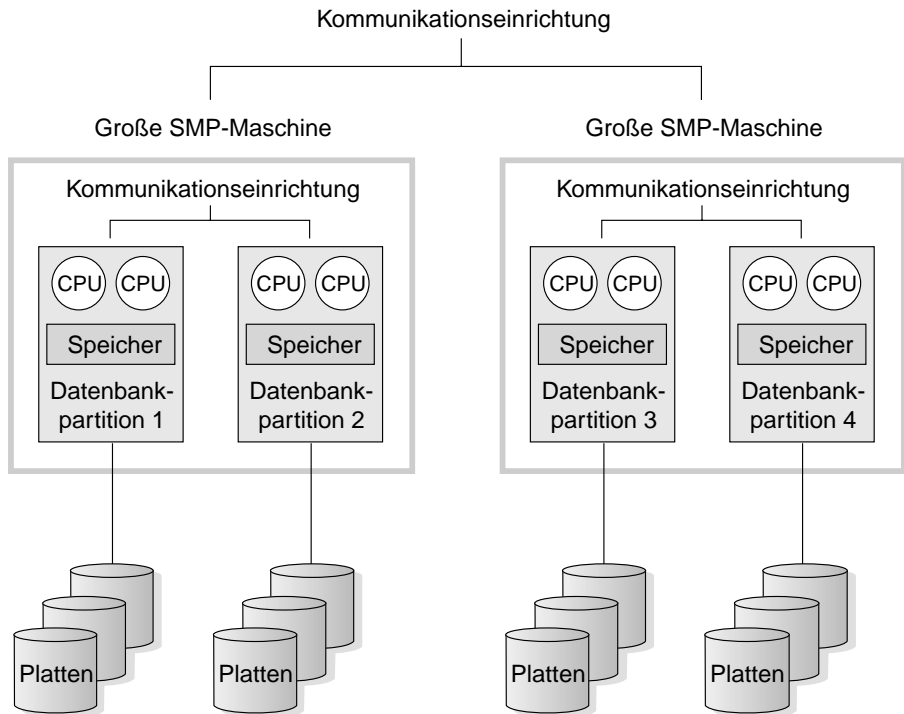 Kommunikationseinrichtung
Große SMP-Maschine
Große SMP-Maschine
Kommunikationseinrichtung
Kommunikationseinrichtung
CPU CPU
CPU CPU
CPU CPU
CPU CPU
Speicher
Speicher
Speicher
Speicher
Datenbank-
partition 1
Datenbank-
partition 2
Datenbank-
partition 3
Datenbank-
partition 4
Platten
Platten
Platten
Platten